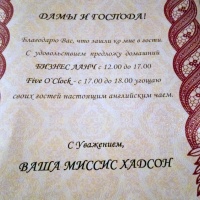 ДАМЫ И ГОСПОДА!
Благодарю Вас, что зашли ко мне в гости.
С удовольствием предложу домашний
БИЗНЕС ЛАНЧ с 12.00 до 17.00
Five O'Clock - с 17.00 до 18.00 угощаю
своих гостей настоящим английским чаем.
С Уважением,
ВАША МИССИС ХАДСОН